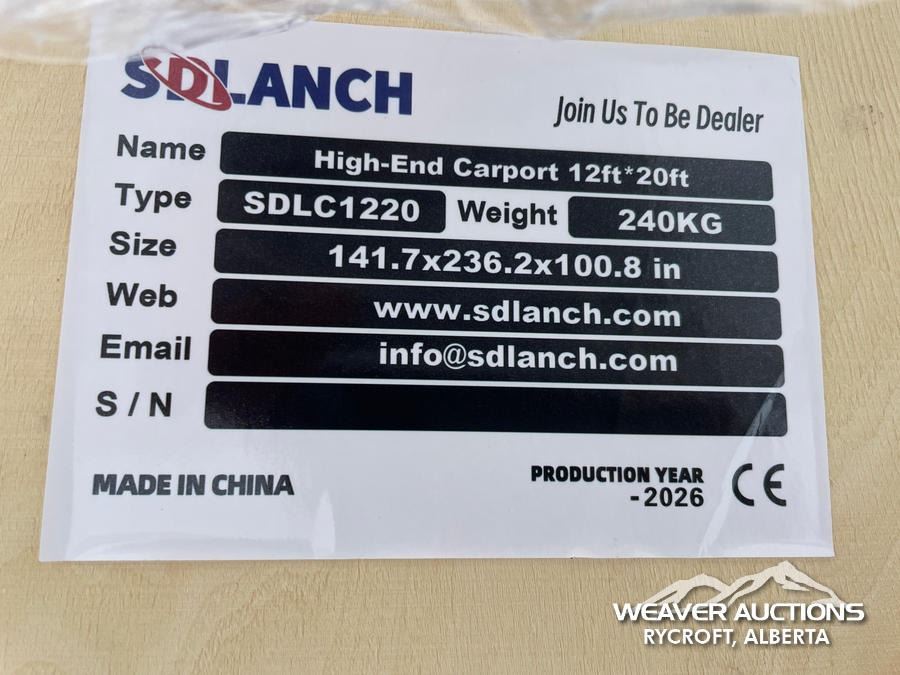 SDLANCH
Join Us To Be Dealer
Name High-End Carport 12ft*20ft
Type SDLC1220 Weight 240KG
Size 141.7x236.2x100.8 in
Web www.sdlanch.com
Email info@sdlanch.com
S / N
MADE IN CHINA
PRODUCTION YEAR
-2026
CE
WEAVER AUCTIONS
RYCROFT, ALBERTA